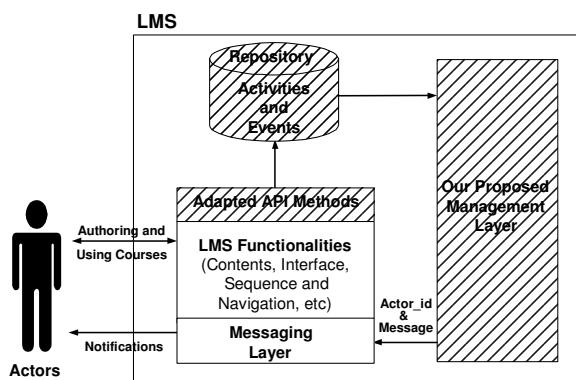 LMS
Repository
Activities
and
Events
Our Proposed
Management
Layer
Adapted API Methods
Authoring and
Using Courses
LMS Functionalities
(Contents, Interface,
Sequence and
Navigation, etc)
Actor_id
&
Message
Messaging
Layer
Notifications
Actors